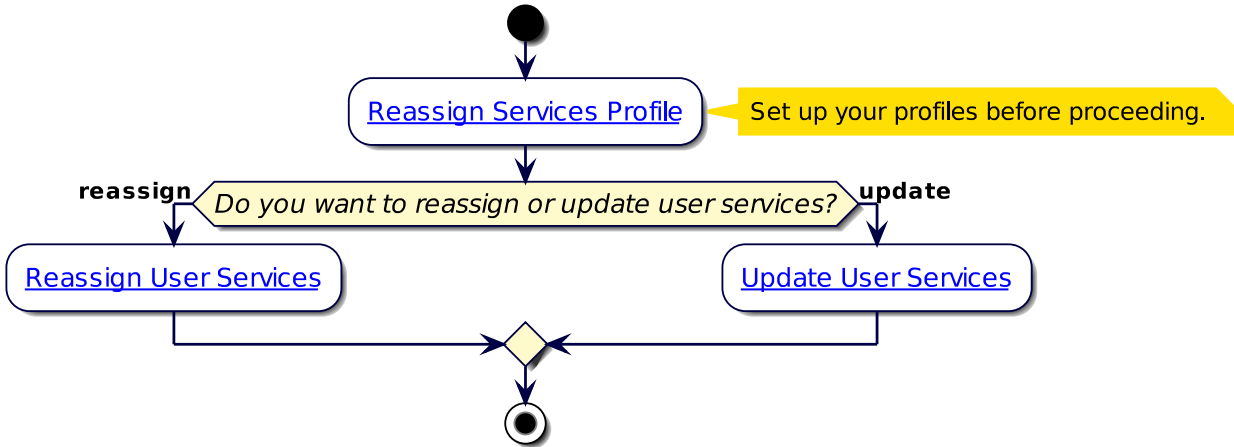 Reassign Services Profile
Set up your profiles before proceeding.
reassign
Do you want to reassign or update user services?
update
Reassign User Services
Update User Services